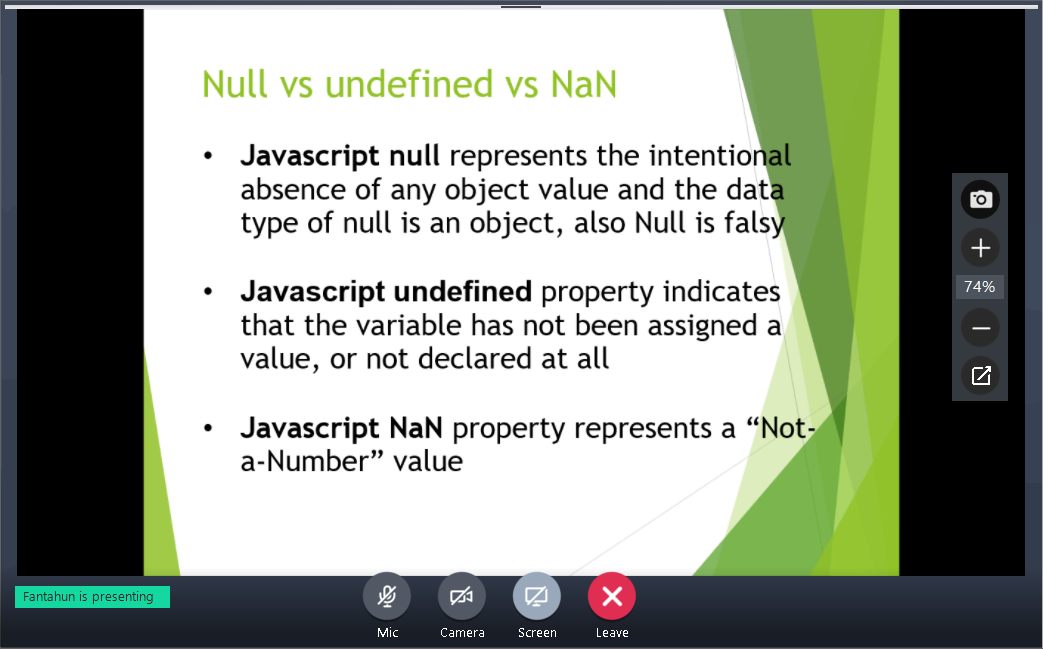 Null vs undefined vs NaN
• Javascript null represents the intentional
absence of any object value and the data
type of null is an object, also Null is falsy
• Javascript undefined property indicates
that the variable has not been assigned a
value, or not declared at all
• Javascript NaN property represents a “Not-
a-Number” value
74%
Fantahun is presenting
Mic
Camera
Screen
Leave